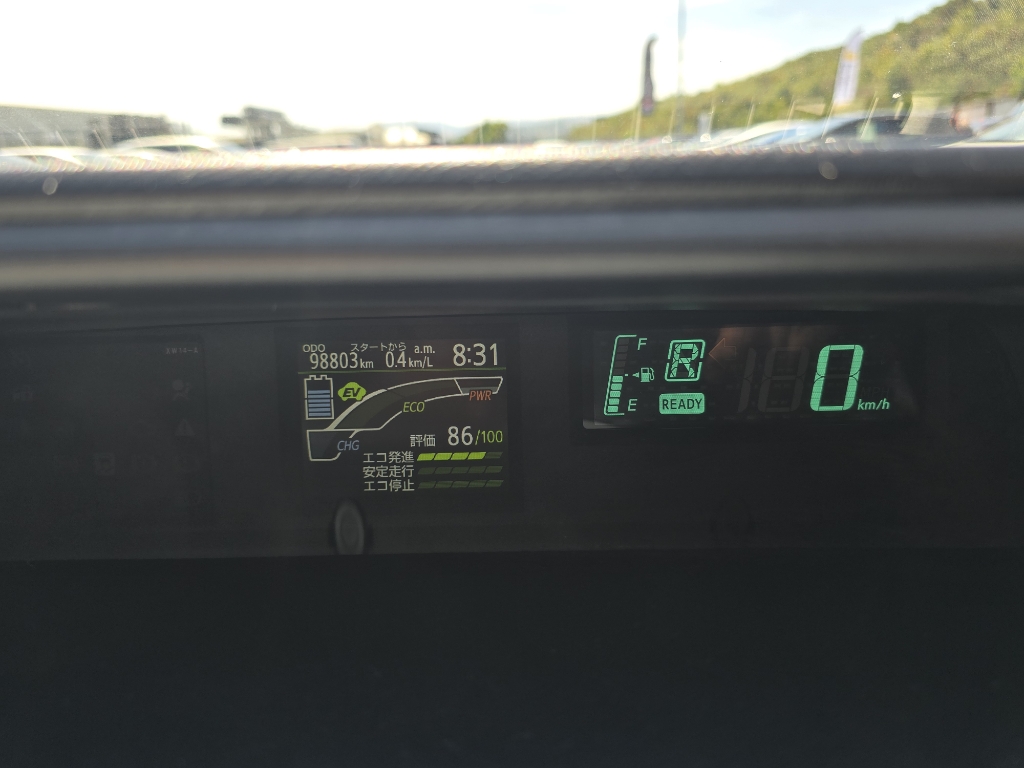 ODO スタートから a.m. 8:31
98803km 0.4km/L
EV
ECO
PWR
CHG
評価 86/100
エコ発進
安定走行
エコ停止
F
E
R
READY
0 km/h